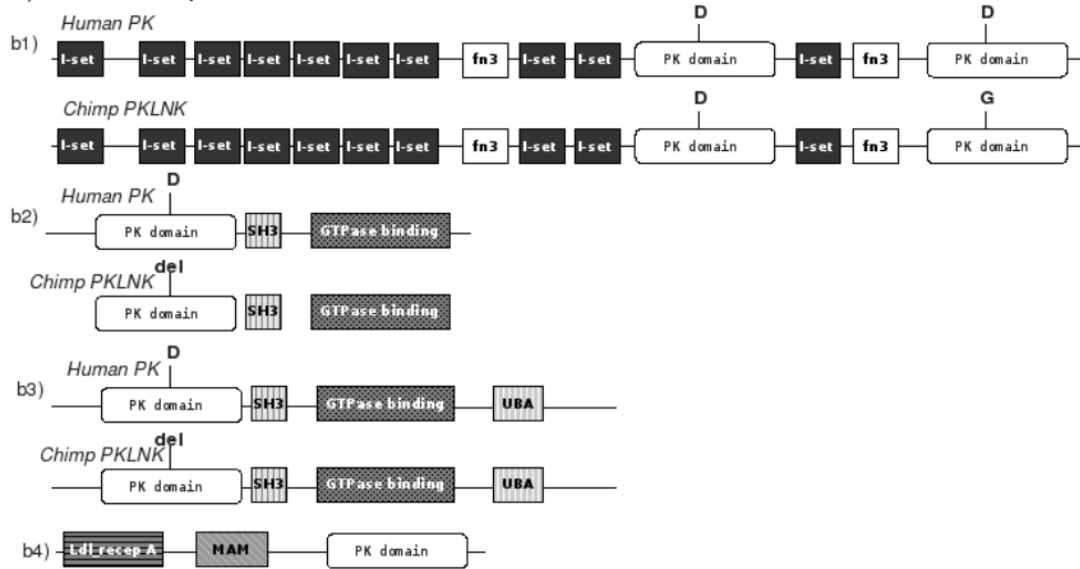 D D
Human PK
b1) I-set I-set I-set I-set I-set I-set I-set fn3 I-set I-set PK domain I-set fn3 PK domain
D G
Chimp PKLNK
I-set I-set I-set I-set I-set I-set I-set fn3 I-set I-set PK domain I-set fn3 PK domain
D
Human PK
b2) PK domain SH3 GTPase binding
del
Chimp PKLNK
PK domain SH3 GTPase binding
D
Human PK
b3) PK domain SH3 GTPase binding UBA
del
Chimp PKLNK
PK domain SH3 GTPase binding UBA
b4) Ldl_recep A MAM PK domain